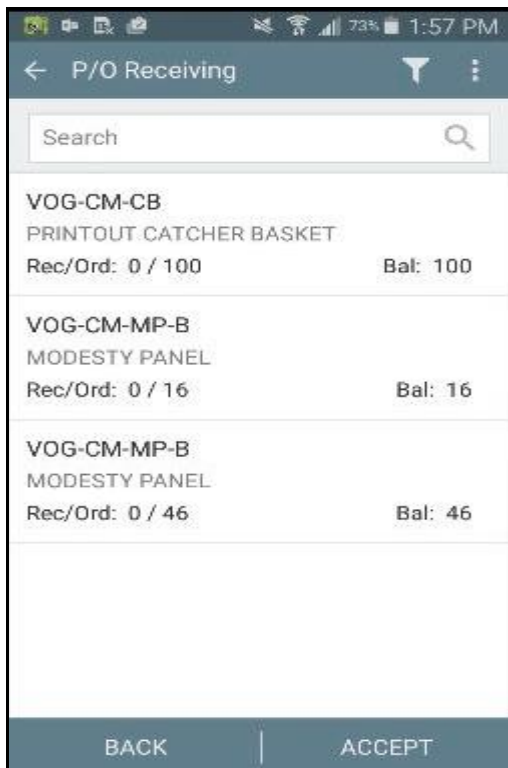 73% 1:57 PM
P/O Receiving
Search
VOG-CM-CB
PRINTOUT CATCHER BASKET
Rec/Ord: 0 / 100 Bal: 100
VOG-CM-MP-B
MODESTY PANEL
Rec/Ord: 0 / 16 Bal: 16
VOG-CM-MP-B
MODESTY PANEL
Rec/Ord: 0 / 46 Bal: 46
BACK ACCEPT